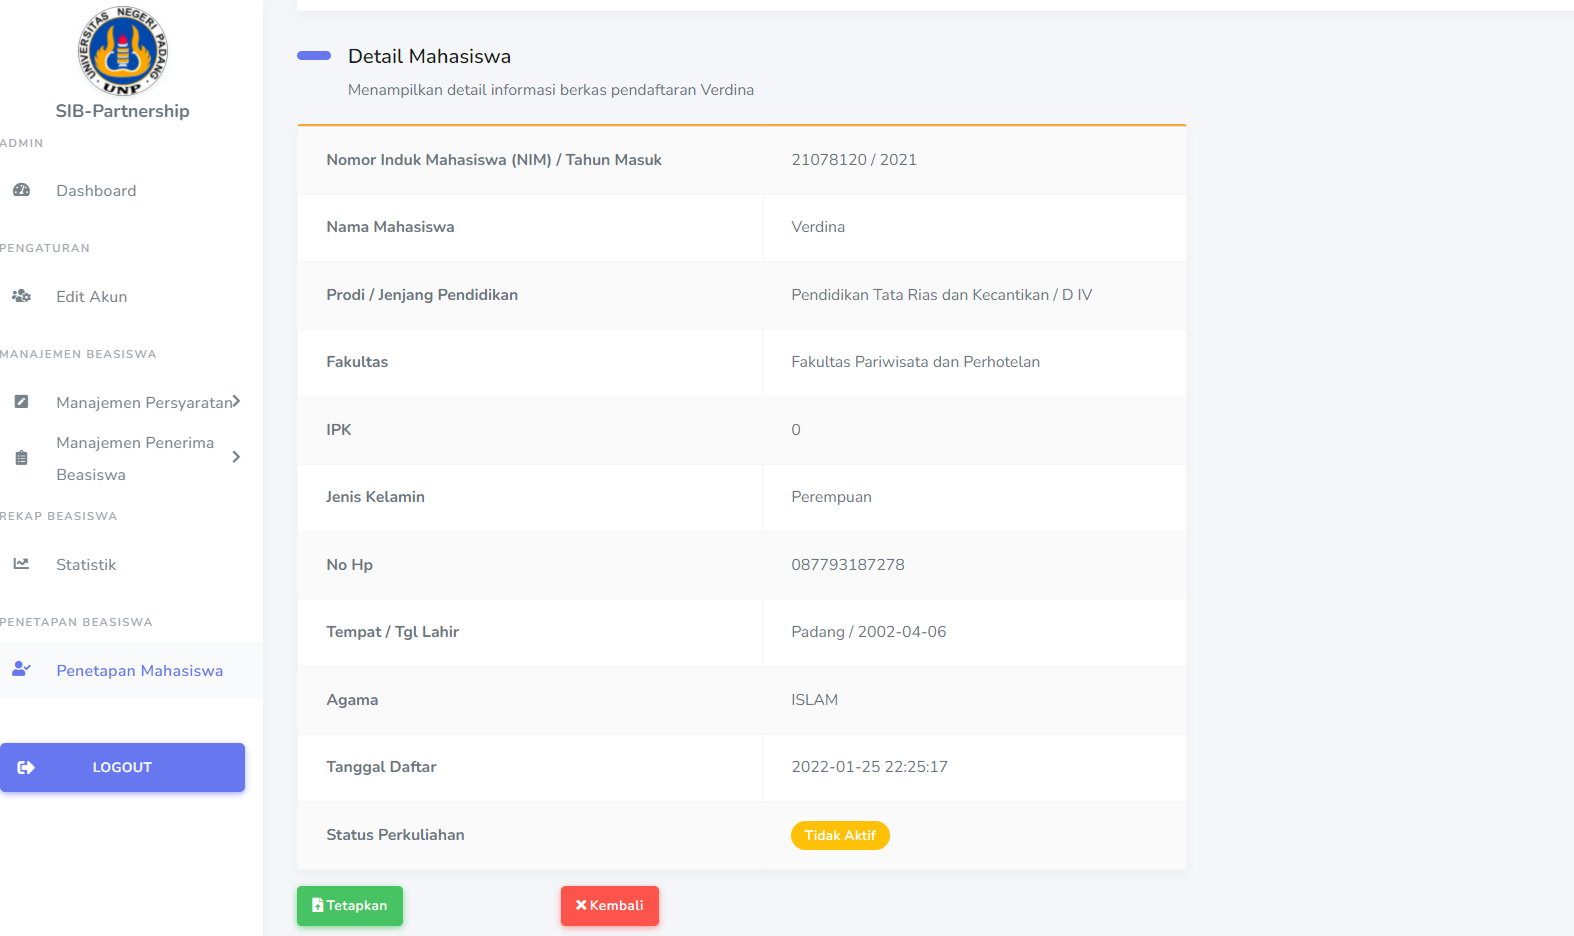 UNIVERSITAS NEGERI PADANG
UNP
SIB-Partnership
ADMIN
Dashboard
PENGATURAN
Edit Akun
MANAJEMEN BEASISWA
Manajemen Persyaratan
Manajemen Penerima
Beasiswa
REKAP BEASISWA
Statistik
PENETAPAN BEASISWA
Penetapan Mahasiswa
LOGOUT
Detail Mahasiswa
Menampilkan detail informasi berkas pendaftaran Verdina
Nomor Induk Mahasiswa (NIM) / Tahun Masuk 21078120 / 2021
Nama Mahasiswa Verdina
Prodi / Jenjang Pendidikan Pendidikan Tata Rias dan Kecantikan / D IV
Fakultas Fakultas Pariwisata dan Perhotelan
IPK 0
Jenis Kelamin Perempuan
No Hp 087793187278
Tempat / Tgl Lahir Padang / 2002-04-06
Agama ISLAM
Tanggal Daftar 2022-01-25 22:25:17
Status Perkuliahan Tidak Aktif
Tetapkan Kembali